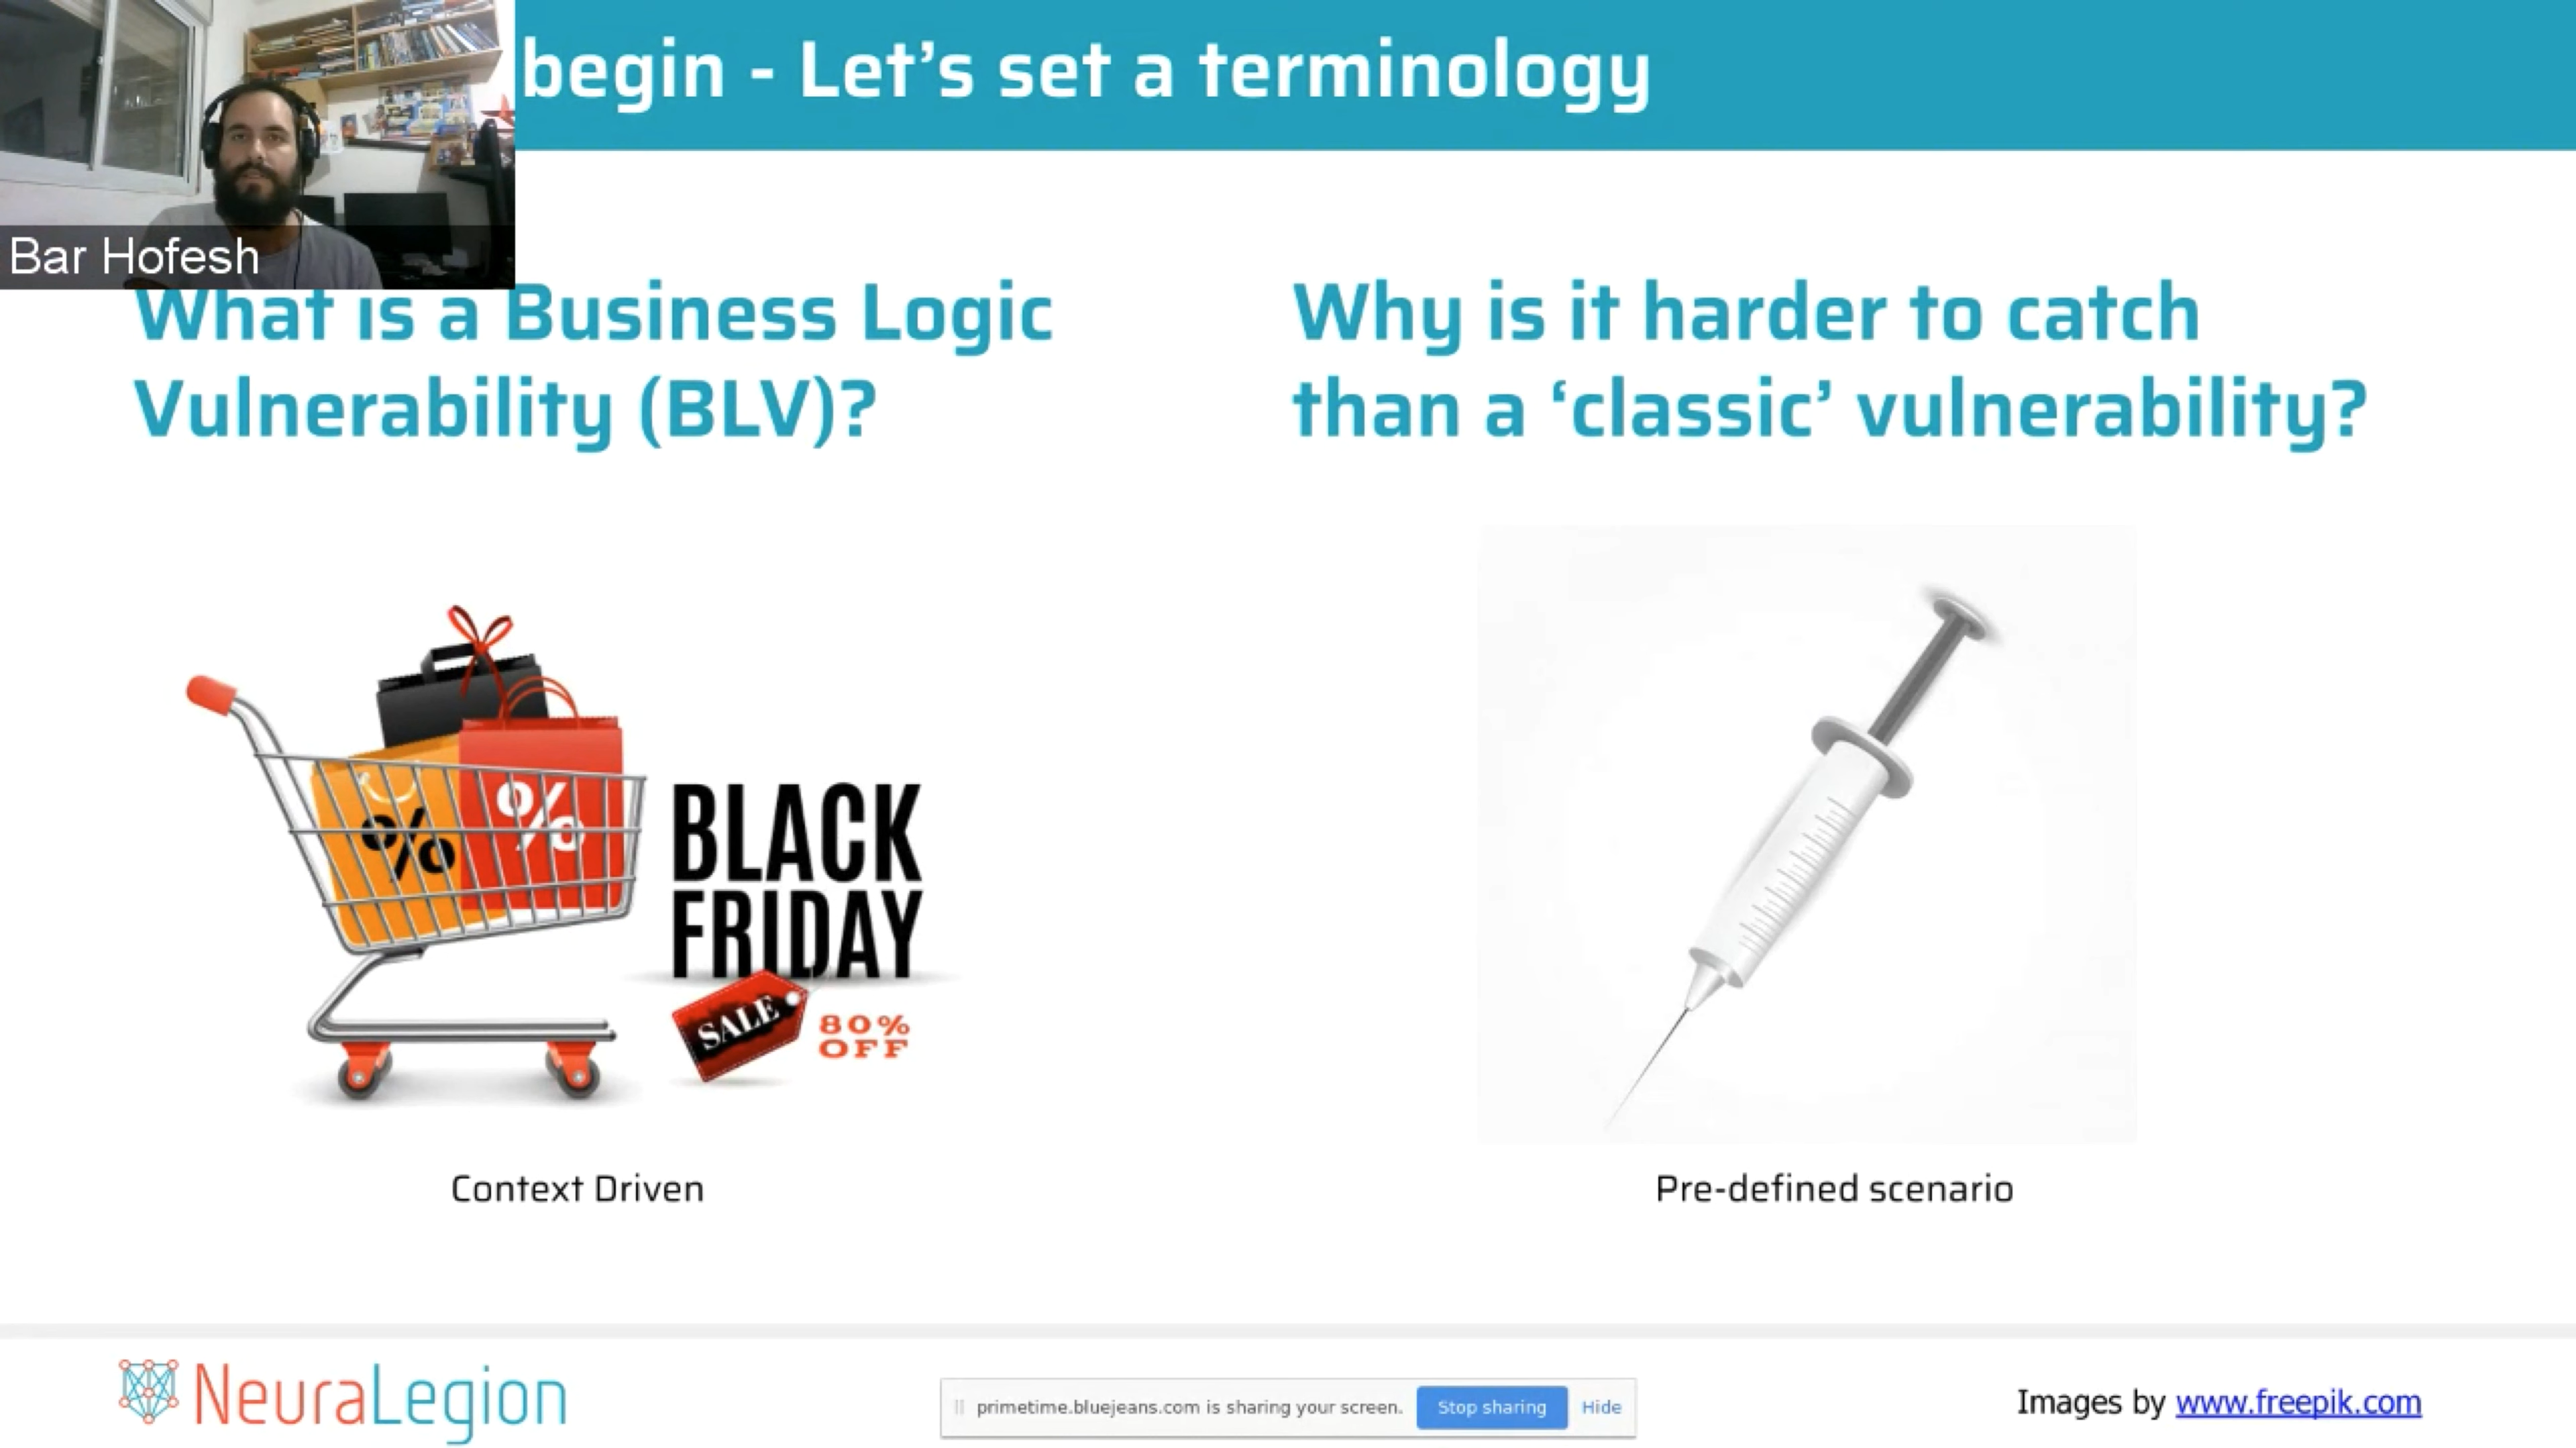 begin - Let’s set a terminology
Bar Hofesh
What is a Business Logic
Vulnerability (BLV)?
Why is it harder to catch
than a ‘classic’ vulnerability?
%
%
BLACK
FRIDAY
SALE
80%
OFF
Context Driven
Pre-defined scenario
NeuraLegion
primetime.bluejeans.com is sharing your screen.
Stop sharing
Hide
Images by www.freepik.com